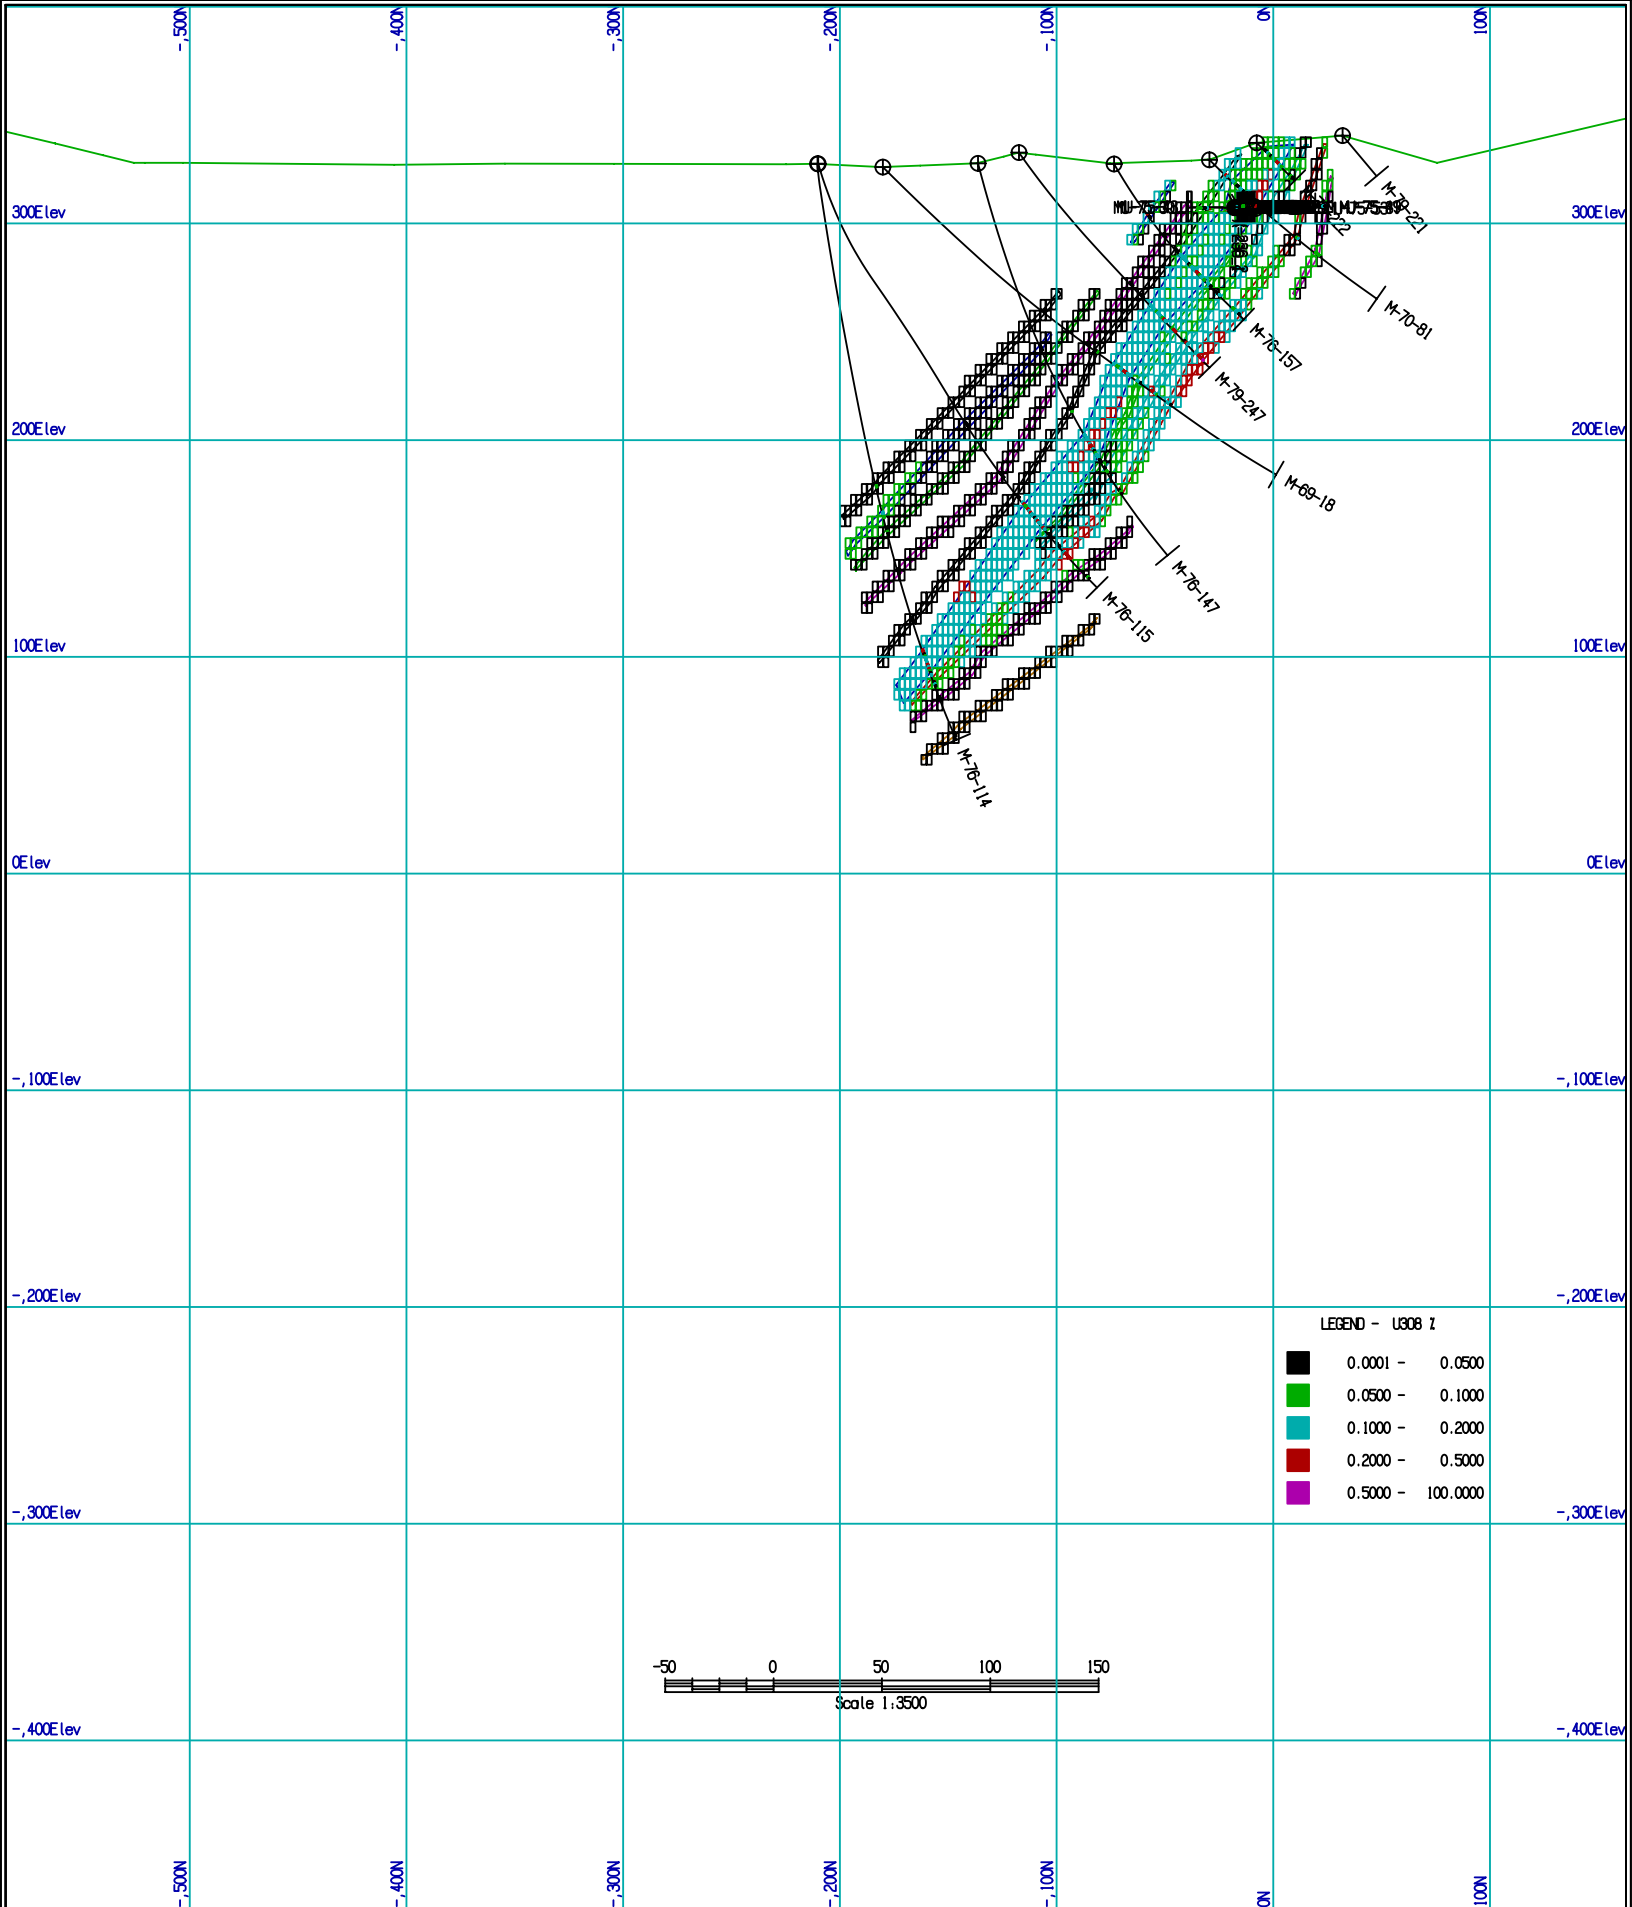 -,500N
-,400N
-,300N
-,200N
-,100N
0N
100N
300Elev
300Elev
M-79-221
M-70-81
M-76-157
M-79-247
200Elev
200Elev
M-69-18
M-76-147
M-76-115
100Elev
100Elev
M-76-114
0Elev
0Elev
-,100Elev
-,100Elev
-,200Elev
-,200Elev
LEGEND - U308 %
0.0001 - 0.0500
0.0500 - 0.1000
0.1000 - 0.2000
0.2000 - 0.5000
0.5000 - 100.0000
-,300Elev
-,300Elev
-50 0 50 100 150
Scale 1:3500
-,400Elev
-,400Elev
-,500N
-,400N
-,300N
-,200N
-,100N
0N
100N